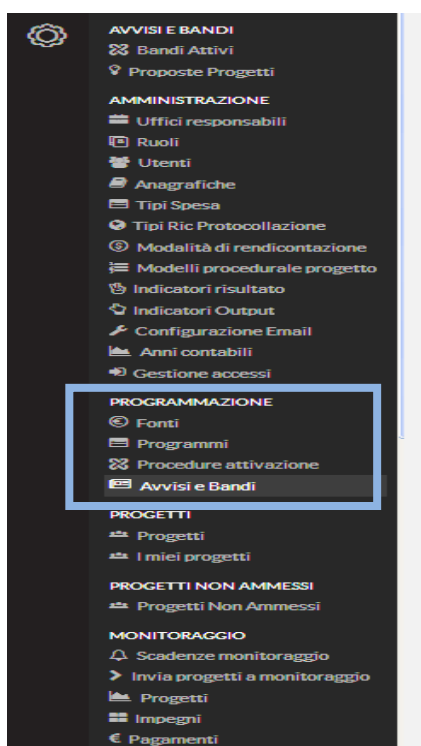 AVVISI E BANDI
Bandi Attivi
Proposte Progetti
AMMINISTRAZIONE
Uffici responsabili
Ruoli
Utenti
Anagrafiche
Tipi Spesa
Tipi Ric Protocollazione
Modalità di rendicontazione
Modelli procedurale progetto
Indicatori risultato
Indicatori Output
Configurazione Email
Anni contabili
Gestione accessi
PROGRAMMAZIONE
Fonti
Programmi
Procedure attivazione
Avvisi e Bandi
PROGETTI
Progetti
I miei progetti
PROGETTI NON AMMESSI
Progetti Non Ammessi
MONITORAGGIO
Scadenze monitoraggio
Invia progetti a monitoraggio
Progetti
Impegni
Pagamenti